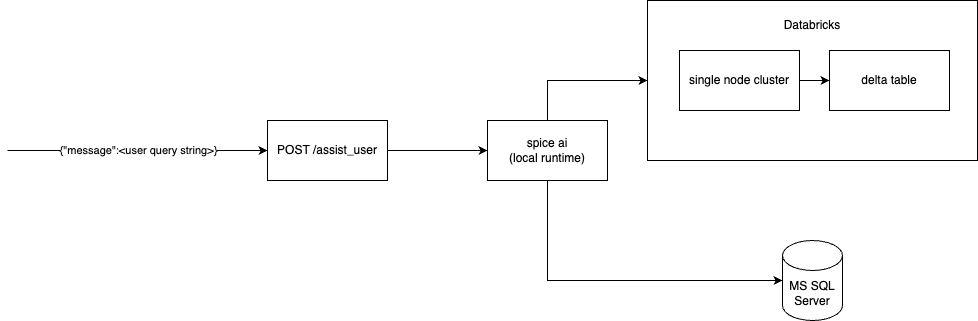 {"message":<user query string>}
POST /assist_user
spice ai
(local runtime)
Databricks
single node cluster
delta table
MS SQL
Server